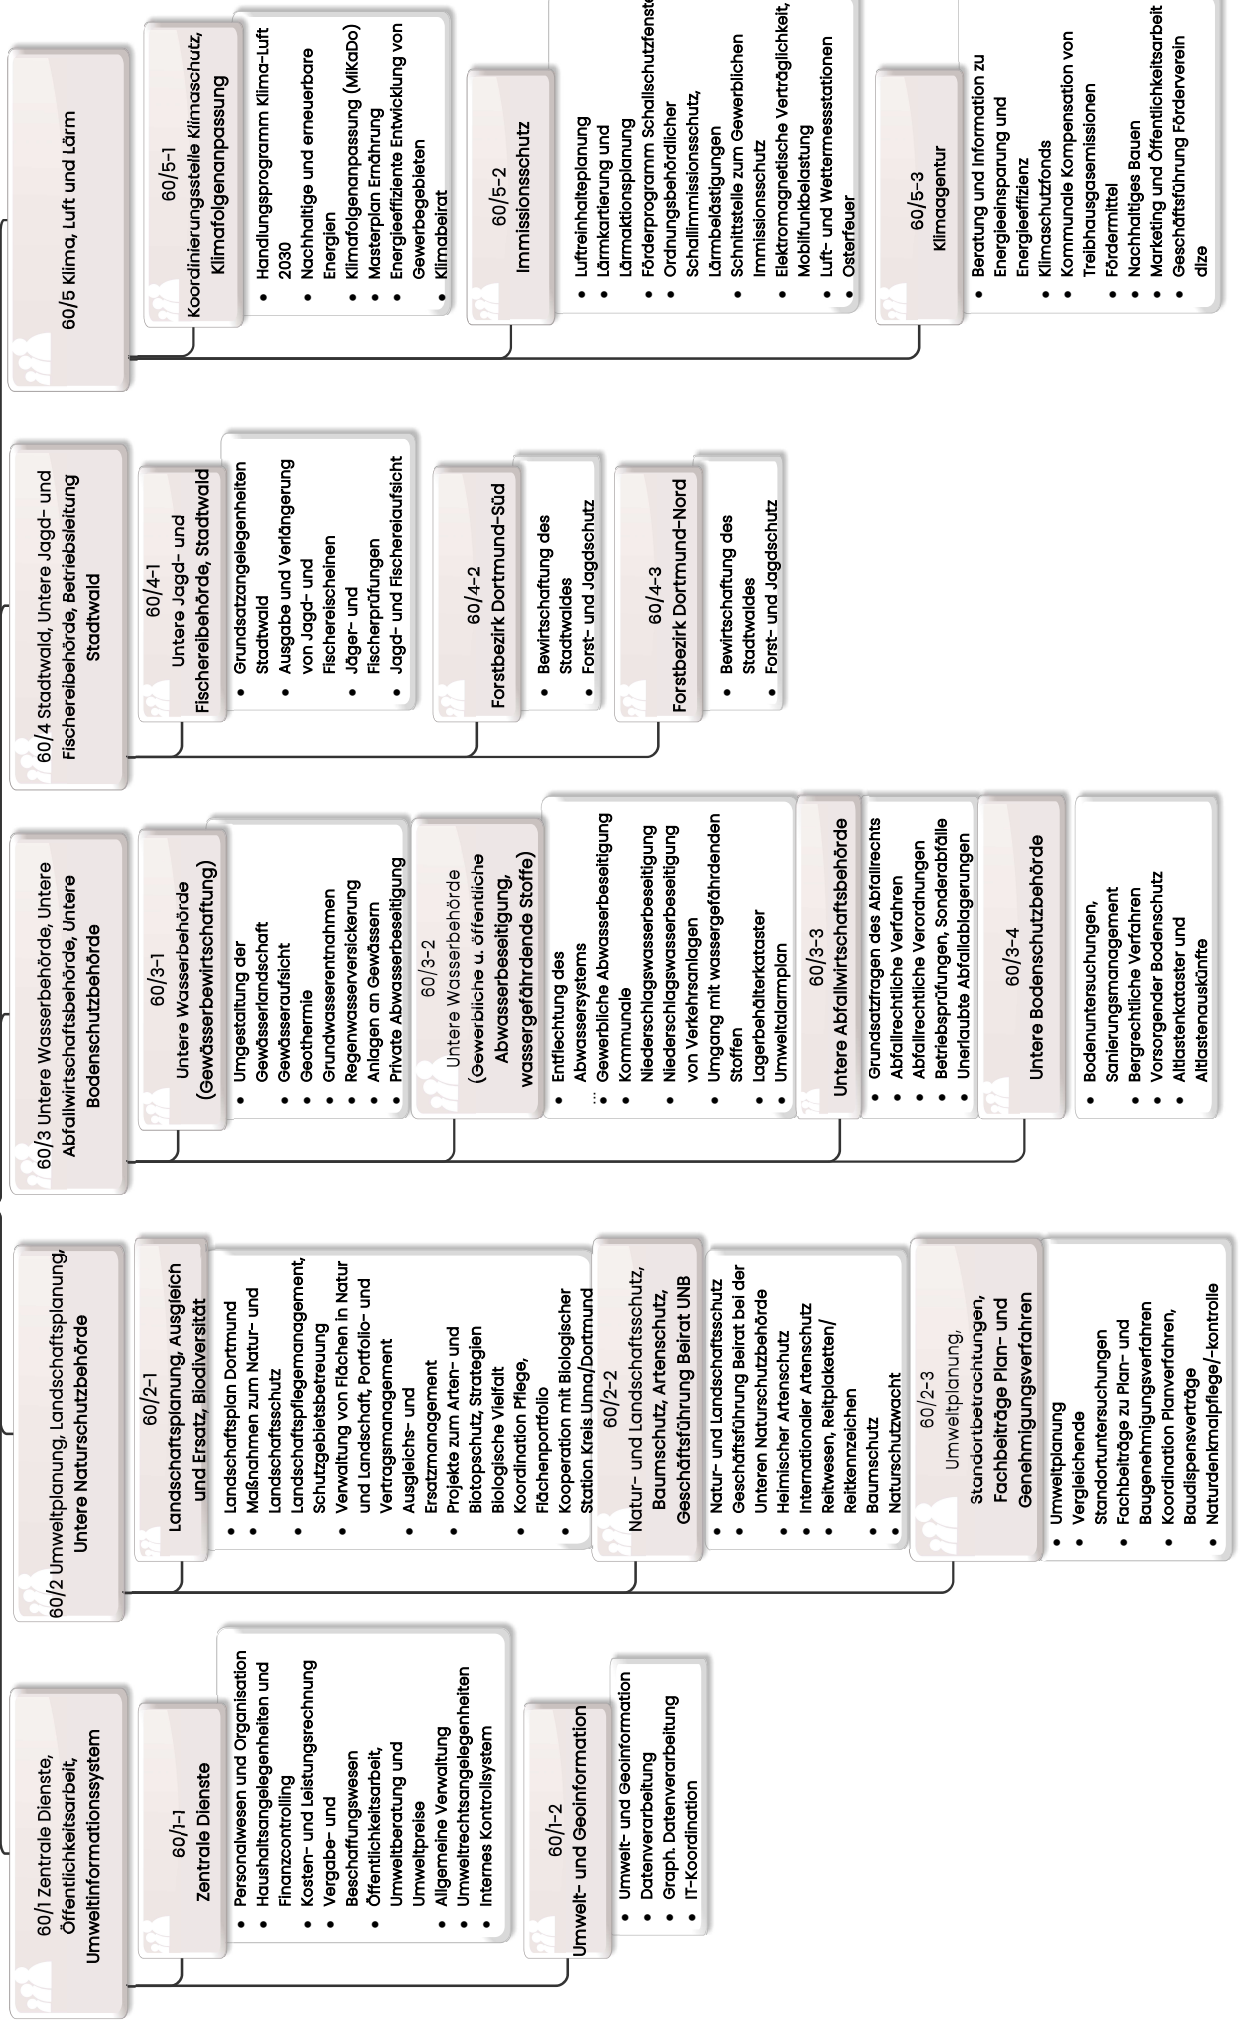 60/1 Zentrale Dienste,
Öffentlichkeitsarbeit,
Umweltinformationssystem
60/1-1
Zentrale Dienste
• Personalwesen und Organisation
• Haushaltsangelegenheiten und
Finanzcontrolling
• Kosten- und Leistungsrechnung
• Vergabe- und
Beschaffungswesen
• Öffentlichkeitsarbeit,
Umweltberatung und
Umweltpreise
• Allgemeine Verwaltung
• Umweltrechtsangelegenheiten
• Internes Kontrollsystem
60/1-2
Umwelt- und Geoinformation
• Umwelt- und Geoinformation
• Datenverarbeitung
• Graph. Datenverarbeitung
• IT-Koordination
60/2 Umweltplanung, Landschaftsplanung,
Untere Naturschutzbehörde
60/2-1
Landschaftsplanung, Ausgleich
und Ersatz, Biodiversität
• Landschaftsplan Dortmund
• Maßnahmen zum Natur- und
Landschaftsschutz
• Landschaftspflegemanagement,
Schutzgebietsbetreuung
• Verwaltung von Flächen in Natur
und Landschaft, Portfolio- und
Vertragsmanagement
• Ausgleichs- und
Ersatzmanagement
• Projekte zum Arten- und
Biotopschutz, Strategien
Biologische Vielfalt
• Koordination Pflege,
Flächenportfolio
• Kooperation mit Biologischer
Station Kreis Unna/Dortmund
60/2-2
Natur- und Landschaftsschutz,
Baumschutz, Artenschutz,
Geschäftsführung Beirat UNB
• Natur- und Landschaftsschutz
• Geschäftsführung Beirat bei der
Unteren Naturschutzbehörde
• Heimischer Artenschutz
• Internationaler Artenschutz
• Reitwesen, Reitplaketten/
Reitkennzeichen
• Baumschutz
• Naturschutzwacht
60/2-3
Umweltplanung,
Standortbetrachtungen,
Fachbeiträge Plan- und
Genehmigungsverfahren
• Umweltplanung
• Vergleichende
Standortuntersuchungen
• Fachbeiträge zu Plan- und
Baugenehmigungsverfahren
• Koordination Planverfahren,
Baudispensverträge
• Naturdenkmalpflege/-kontrolle
60/3 Untere Wasserbehörde, Untere
Abfallwirtschaftsbehörde, Untere
Bodenschutzbehörde
60/3-1
Untere Wasserbehörde
(Gewässerbewirtschaftung)
• Umgestaltung der
Gewässerlandschaft
• Gewässeraufsicht
• Geothermie
• Grundwasserentnahmen
• Regenwasserversickerung
• Anlagen an Gewässern
• Private Abwasserbeseitigung
60/3-2
Untere Wasserbehörde
(Gewerbliche u. öffentliche
Abwasserbeseitigung,
wassergefährdende Stoffe)
• Entflechtung des
Abwassersystems
...
• Gewerbliche Abwasserbeseitigung
• Kommunale
Niederschlagswasserbeseitigung
• Niederschlagswasserbeseitigung
von Verkehrsanlagen
• Umgang mit wassergefährdenden
Stoffen
• Lagerbehälterkataster
• Umweltalarmplan
60/3-3
Untere Abfallwirtschaftsbehörde
• Grundsatzfragen des Abfallrechts
• Abfallrechtliche Verfahren
• Abfallrechtliche Verordnungen
• Betriebsprüfungen, Sonderabfälle
• Unerlaubte Abfallablagerungen
60/3-4
Untere Bodenschutzbehörde
• Bodenuntersuchungen,
Sanierungsmanagement
• Bergrechtliche Verfahren
• Vorsorgender Bodenschutz
• Altlastenkataster und
Altlastenauskünfte
60/4 Stadtwald, Untere Jagd- und
Fischereibehörde, Betriebsleitung
Stadtwald
60/4-1
Untere Jagd- und
Fischereibehörde, Stadtwald
• Grundsatzangelegenheiten
Stadtwald
• Ausgabe und Verlängerung
von Jagd- und
Fischereischeinen
• Jäger- und
Fischerprüfungen
• Jagd- und Fischereiaufsicht
60/4-2
Forstbezirk Dortmund-Süd
• Bewirtschaftung des
Stadtwaldes
• Forst- und Jagdschutz
60/4-3
Forstbezirk Dortmund-Nord
• Bewirtschaftung des
Stadtwaldes
• Forst- und Jagdschutz
60/5 Klima, Luft und Lärm
60/5-1
Koordinierungsstelle Klimaschutz,
Klimafolgenanpassung
• Handlungsprogramm Klima-Luft
2030
• Nachhaltige und erneuerbare
Energien
• Klimafolgenanpassung (MiKaDo)
• Masterplan Ernährung
• Energieeffiziente Entwicklung von
Gewerbegebieten
• Klimabeirat
60/5-2
Immissionsschutz
• Luftreinhalteplanung
• Lärmkartierung und
Lärmaktionsplanung
• Förderprogramm Schallschutzfenste
• Ordnungsbehördlicher
Schallimmissionsschutz,
Lärmbelästigungen
• Schnittstelle zum Gewerblichen
Immissionsschutz
• Elektromagnetische Verträglichkeit,
Mobilfunkbelastung
• Luft- und Wettermessstationen
• Osterfeuer
60/5-3
Klimaagentur
• Beratung und Information zu
Energieeinsparung und
Energieeffizienz
• Klimaschutzfonds
• Kommunale Kompensation von
Treibhausgasemissionen
• Fördermittel
• Nachhaltiges Bauen
• Marketing und Öffentlichkeitsarbeit
• Geschäftsführung Förderverein
dlze